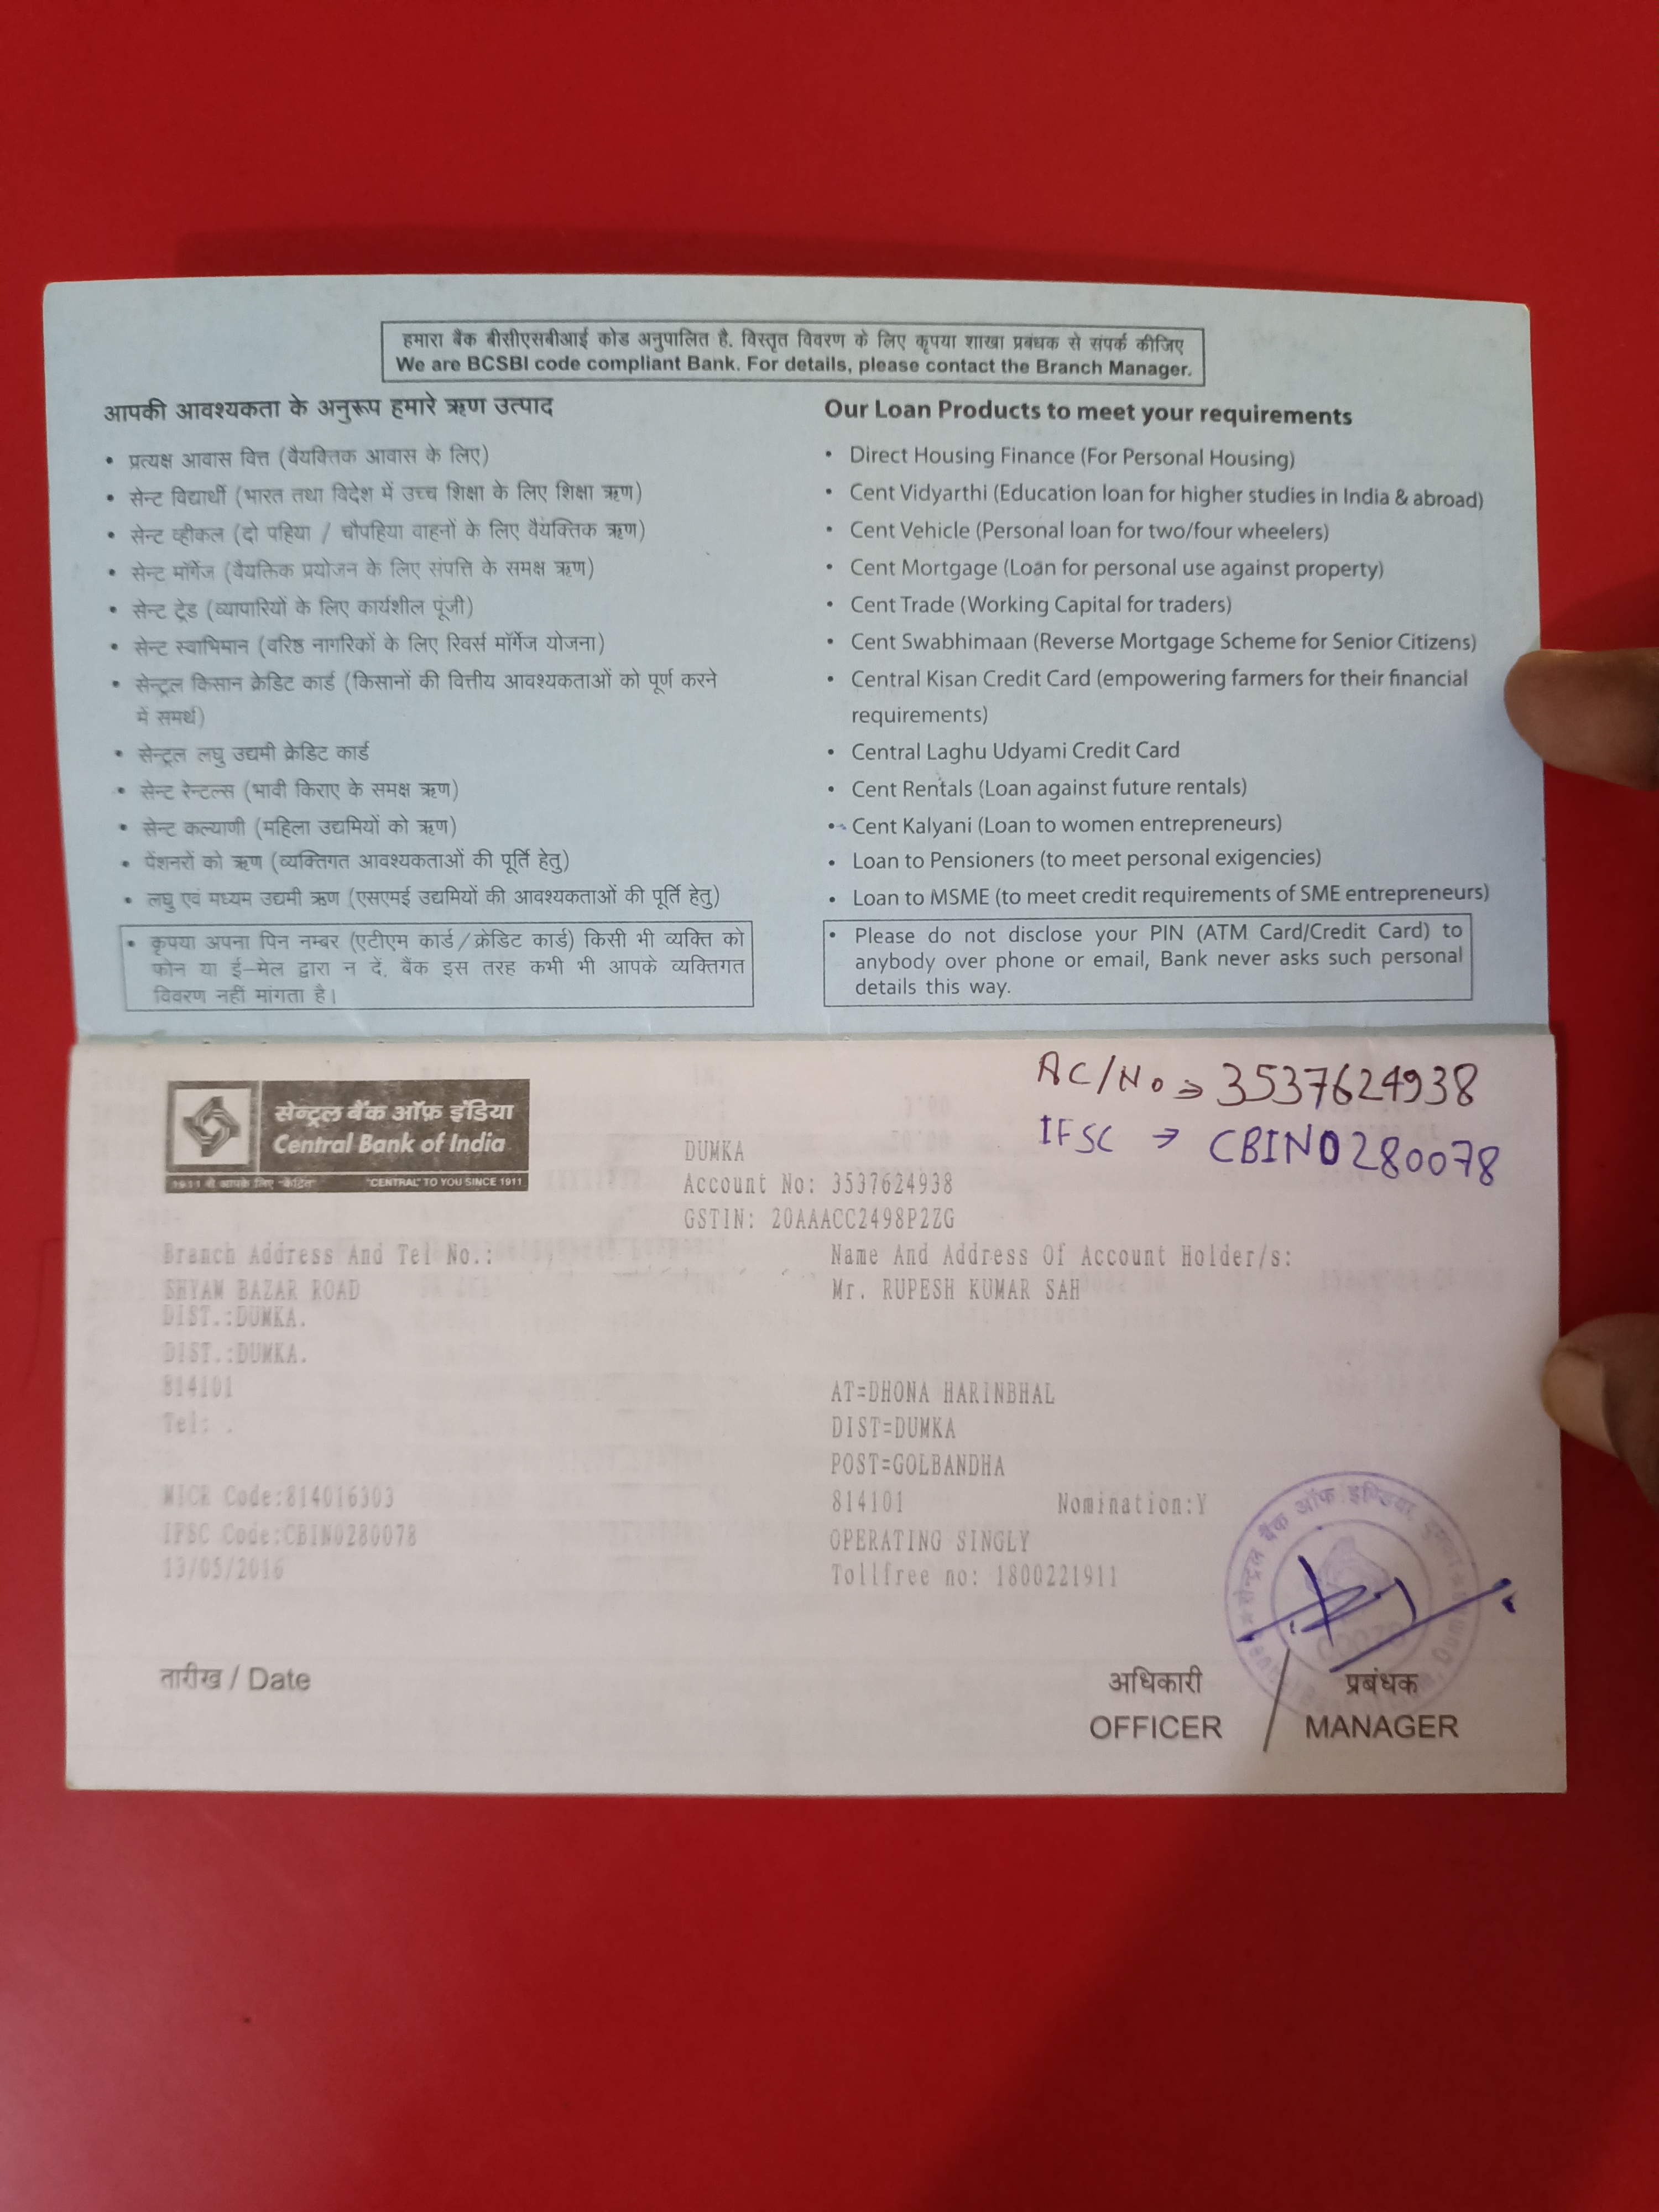 हमारा बैंक बीसीएसबीआई कोड अनुपालित है. विस्तृत विवरण के लिए कृपया शाखा प्रबंधक से संपर्क कीजिए
We are BCSBI code compliant Bank. For details, please contact the Branch Manager.
आपकी आवश्यकता के अनुरूप हमारे ऋण उत्पाद
• प्रत्यक्ष आवास वित्त (वैयक्तिक आवास के लिए)
• सेन्ट विद्यार्थी (भारत तथा विदेश में उच्च शिक्षा के लिए शिक्षा ऋण)
• सेन्ट व्हीकल (दो पहिया / चौपहिया वाहनों के लिए वैयक्तिक ऋण)
• सेन्ट मॉर्गेज (वैयक्तिक प्रयोजन के लिए संपत्ति के समक्ष ऋण)
• सेन्ट ट्रेड (व्यापारियों के लिए कार्यशील पूंजी)
• सेन्ट स्वाभिमान (वरिष्ठ नागरिकों के लिए रिवर्स मॉर्गेज योजना)
• सेन्ट्रल किसान क्रेडिट कार्ड (किसानों की वित्तीय आवश्यकताओं को पूर्ण करने
में समर्थ)
• सेन्ट्रल लघु उद्यमी क्रेडिट कार्ड
• सेन्ट रेन्टल्स (भावी किराए के समक्ष ऋण)
• सेन्ट कल्याणी (महिला उद्यमियों को ऋण)
• पेंशनरों को ऋण (व्यक्तिगत आवश्यकताओं की पूर्ति हेतु)
• लघु एवं मध्यम उद्यमी ऋण (एसएमई उद्यमियों की आवश्यकताओं की पूर्ति हेतु)
• कृपया अपना पिन नम्बर (एटीएम कार्ड/क्रेडिट कार्ड) किसी भी व्यक्ति को
फोन या ई-मेल द्वारा न दें. बैंक इस तरह कभी भी आपके व्यक्तिगत
विवरण नहीं मांगता है।
Our Loan Products to meet your requirements
• Direct Housing Finance (For Personal Housing)
• Cent Vidyarthi (Education loan for higher studies in India & abroad)
• Cent Vehicle (Personal loan for two/four wheelers)
• Cent Mortgage (Loan for personal use against property)
• Cent Trade (Working Capital for traders)
• Cent Swabhimaan (Reverse Mortgage Scheme for Senior Citizens)
• Central Kisan Credit Card (empowering farmers for their financial
requirements)
• Central Laghu Udyami Credit Card
• Cent Rentals (Loan against future rentals)
• Cent Kalyani (Loan to women entrepreneurs)
• Loan to Pensioners (to meet personal exigencies)
• Loan to MSME (to meet credit requirements of SME entrepreneurs)
• Please do not disclose your PIN (ATM Card/Credit Card) to
anybody over phone or email, Bank never asks such personal
details this way.
सेन्ट्रल बैंक ऑफ़ इंडिया
Central Bank of India
1911 से आपके लिए "केंद्रित" "CENTRAL" TO YOU SINCE 1911
AC/No ⇒ 3537624938
IFSC → CBIN0280078
DUMKA
Account No: 3537624938
GSTIN: 20AAACC2498P2ZG
Branch Address And Tel No.:
SHYAM BAZAR ROAD
DIST.:DUMKA.
DIST.:DUMKA.
814101
Tel: .
MICR Code:814016303
IFSC Code:CBIN0280078
13/05/2016
Name And Address Of Account Holder/s:
Mr. RUPESH KUMAR SAH
AT=DHONA HARINBHAL
DIST=DUMKA
POST=GOLBANDHA
814101 Nomination:Y
OPERATING SINGLY
Tollfree no: 1800221911
सेन्ट्रल बैंक ऑफ इण्डिया, दुमका
00078
तारीख / Date
अधिकारी / प्रबंधक
OFFICER / MANAGER